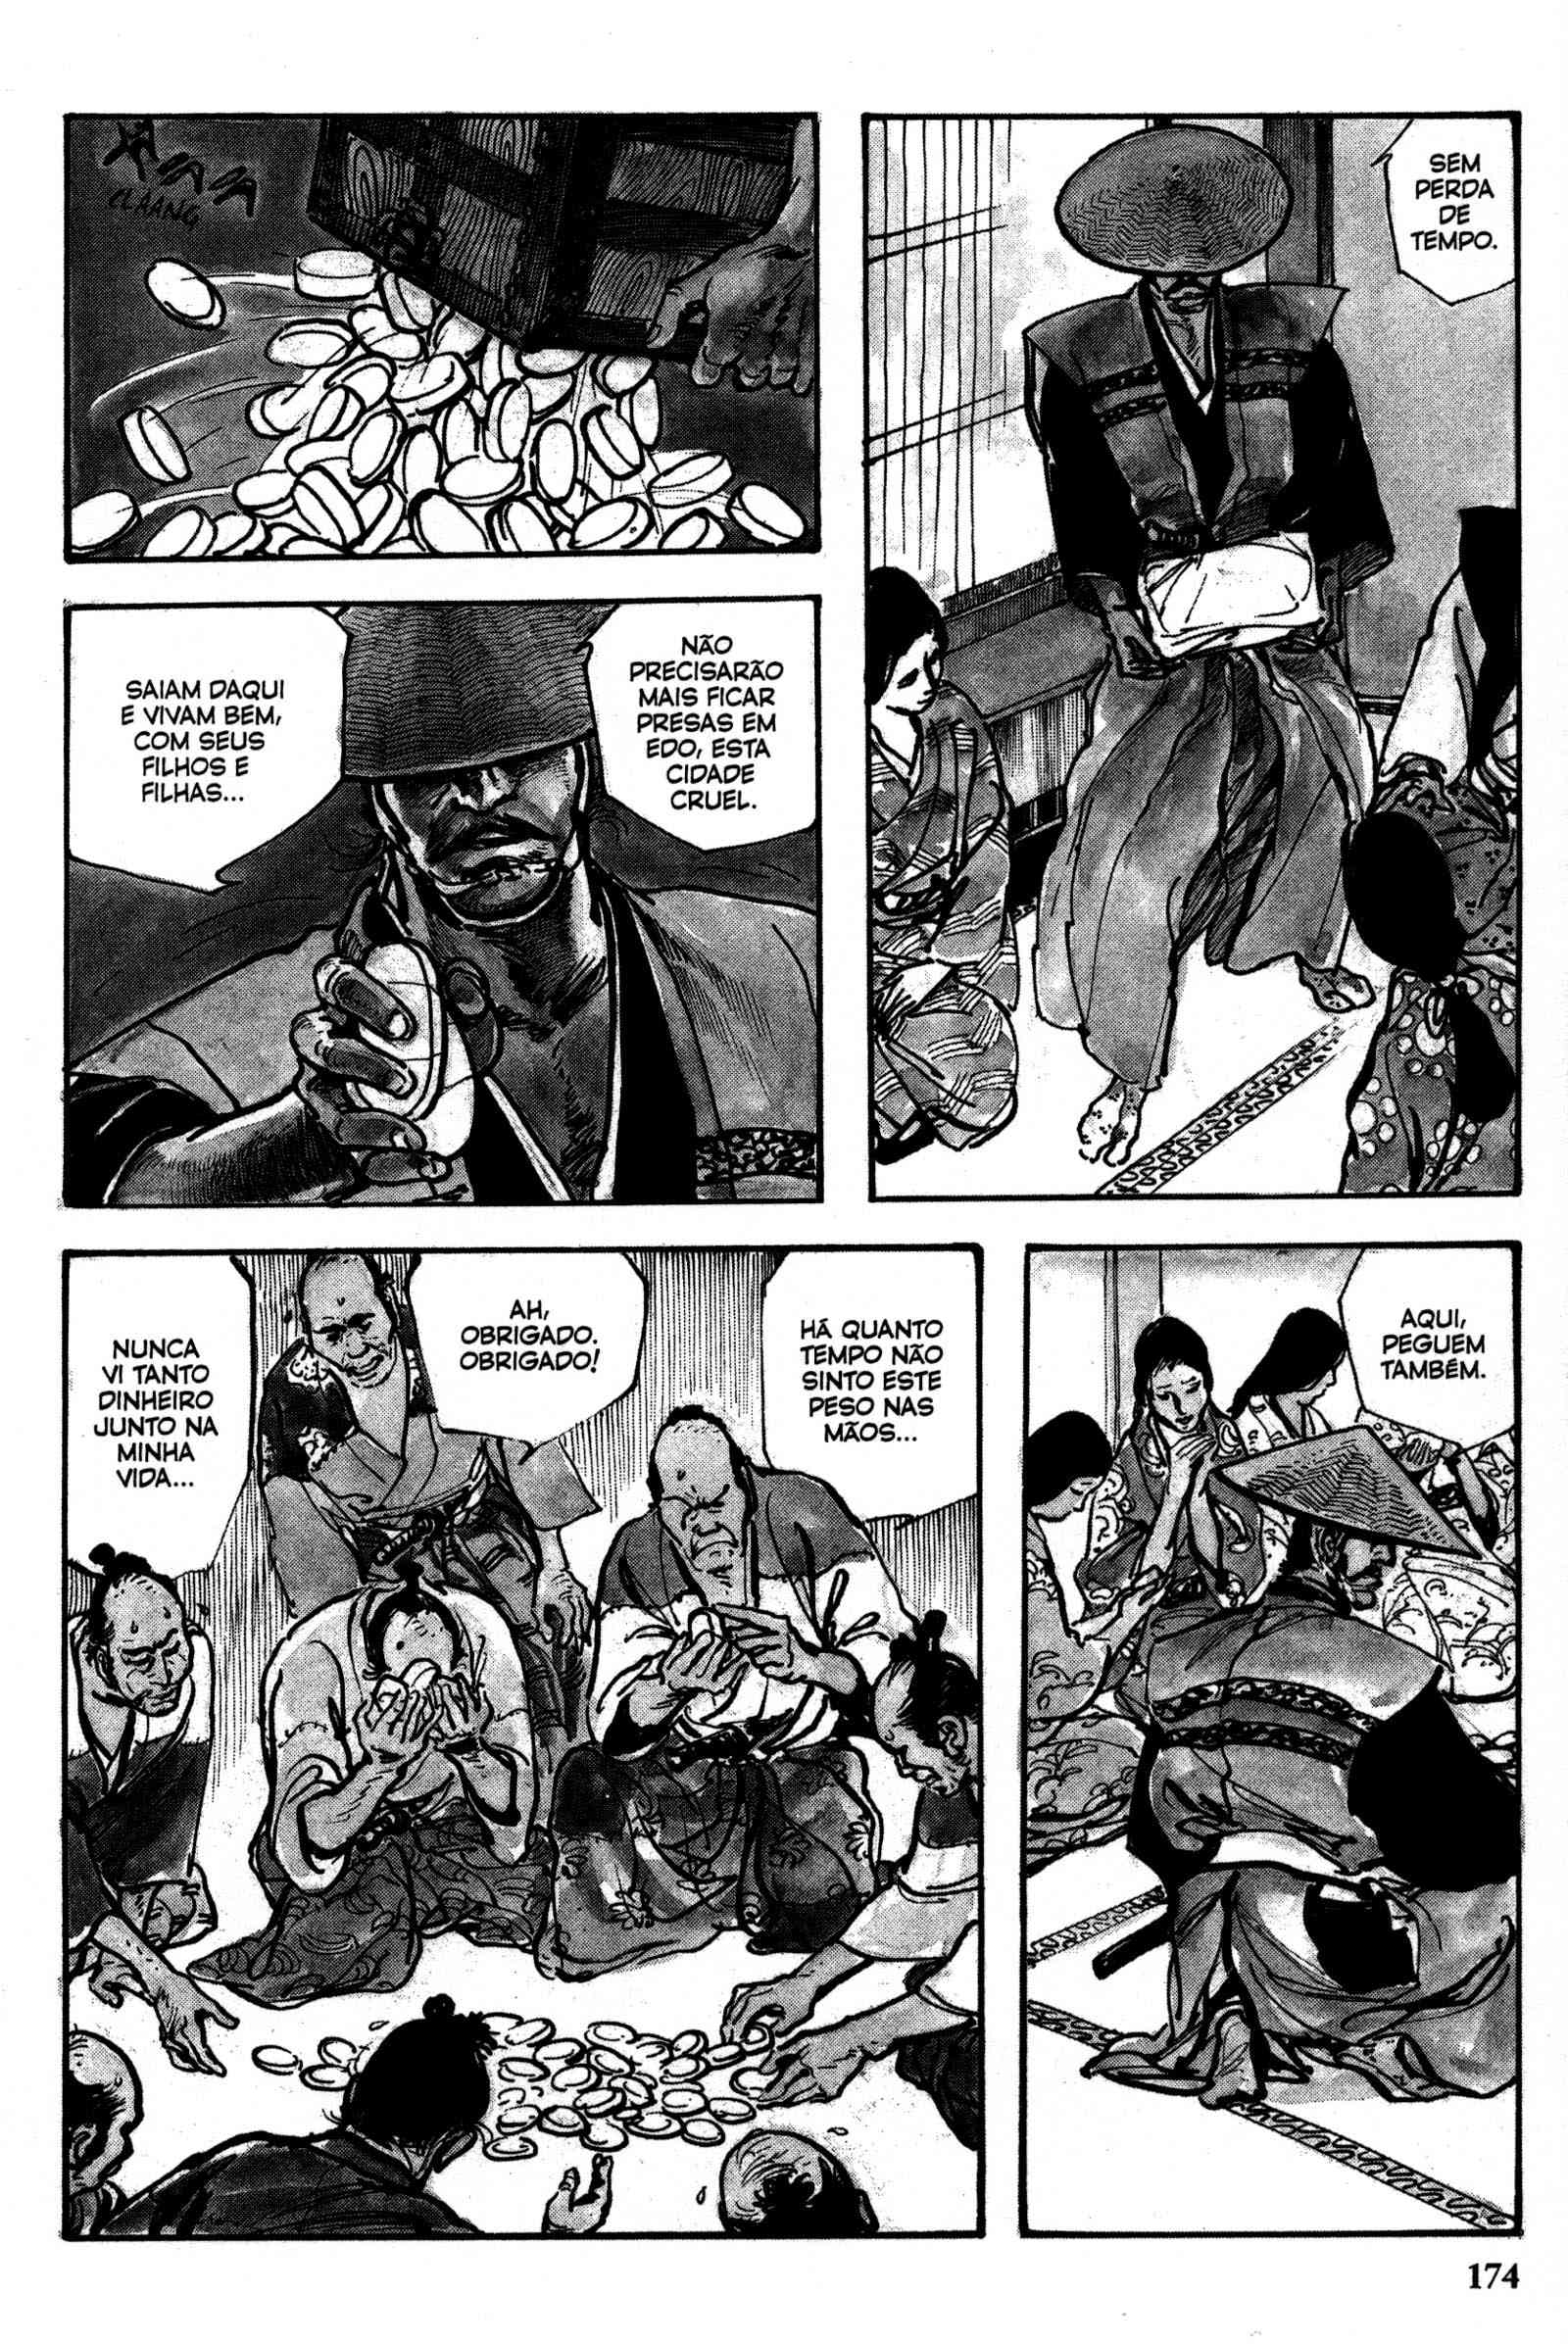 SEM
PERDA
DE
TEMPO.
CLAANG
NÃO
PRECISARÃO
MAIS FICAR
PRESAS EM
EDO, ESTA
CIDADE
CRUEL.
SAIAM DAQUI
E VIVAM BEM,
COM SEUS
FILHOS E
FILHAS...
AQUI,
PEGUEM
TAMBÉM.
HÁ QUANTO
TEMPO NÃO
SINTO ESTE
PESO NAS
MÃOS...
AH,
OBRIGADO.
OBRIGADO!
NUNCA
VI TANTO
DINHEIRO
JUNTO NA
MINHA
VIDA...
174